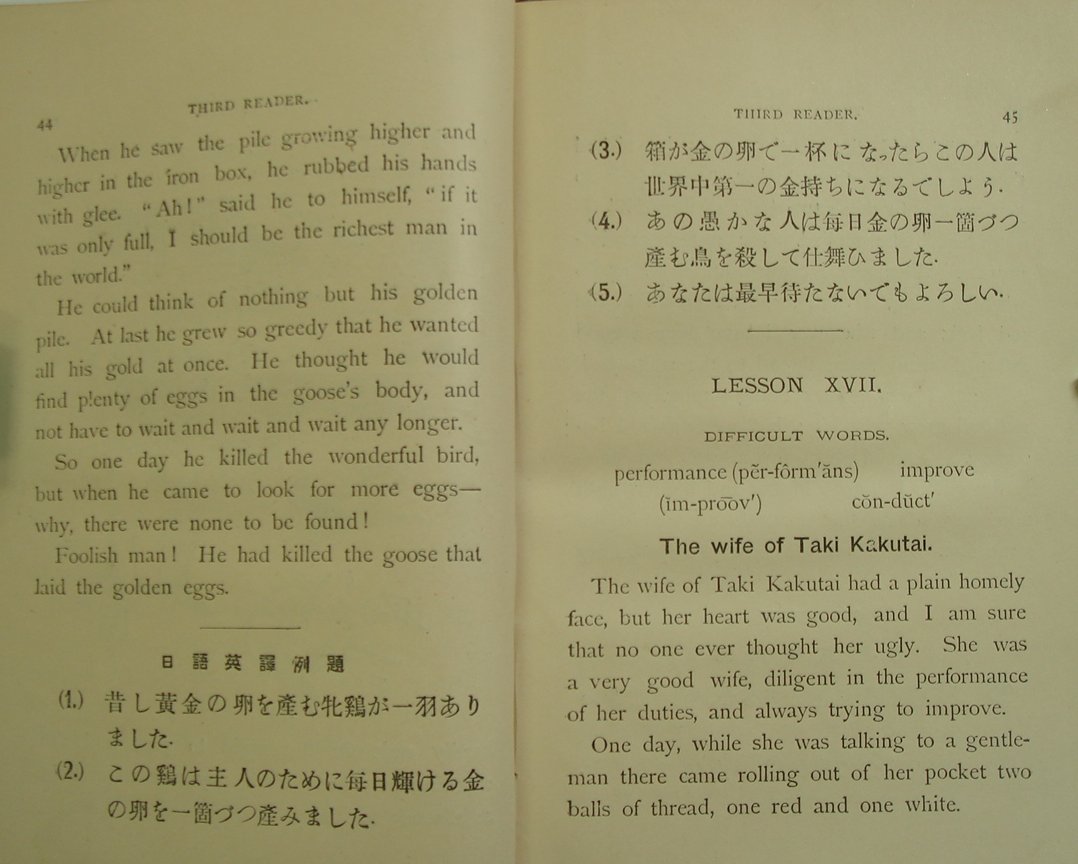 44
THIRD READER.
When he saw the pile growing higher and
higher in the iron box, he rubbed his hands
with glee. "Ah!" said he to himself, "if it
was only full, I should be the richest man in
the world."
He could think of nothing but his golden
pile. At last he grew so greedy that he wanted
all his gold at once. He thought he would
find plenty of eggs in the goose's body, and
not have to wait and wait and wait any longer.
So one day he killed the wonderful bird,
but when he came to look for more eggs—
why, there were none to be found!
Foolish man! He had killed the goose that
laid the golden eggs.
日語英譯例題
(1.) 昔し黃金の卵を產む牝鷄が一羽あり
ました.
(2.) この鷄は主人のために每日輝ける金
の卵を一箇づつ產みました.
THIRD READER.
45
(3.) 箱が金の卵で一杯になったらこの人は
世界中第一の金持ちになるでしよう.
(4.) あの愚かな人は每日金の卵一箇づつ
產む鳥を殺して仕舞ひました.
(5.) あなたは最早待たないでもよろしい.
LESSON XVII.
DIFFICULT WORDS.
performance (pẽr-fôrm′ăns) improve
(ĭm-prōōv′) cŏn-dŭct′
The wife of Taki Kakutai.
The wife of Taki Kakutai had a plain homely
face, but her heart was good, and I am sure
that no one ever thought her ugly. She was
a very good wife, diligent in the performance
of her duties, and always trying to improve.
One day, while she was talking to a gentle-
man there came rolling out of her pocket two
balls of thread, one red and one white.